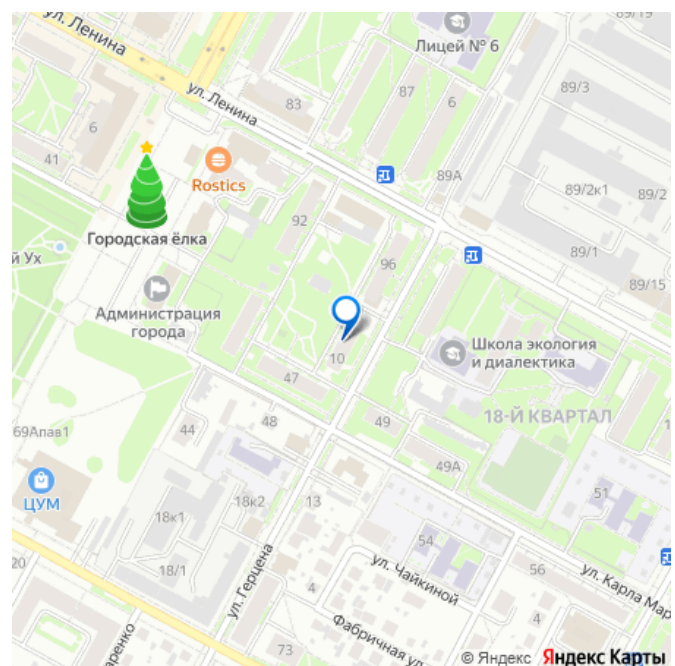 ул. Ленина
89/19
Лицей № 6
ул. Ленина
83
87
6
89/3
6
41
Rostics
89А
89/2к1
89/2
Городская ёлка
92
й Ух
96
89/1
89/15
Администрация
города
Школа экология
и диалектика
10
47
18-Й КВАРТАЛ
69Апав1
44
48
49
49А
ЦУМ
51
18к1
18к2
13
54
18/1
20
ул. Герцена
ул. Чайкиной
56
ул. Карла Мар
4
4
Фабричная ул
73
аренко
© Яндекс Яндекс Карты